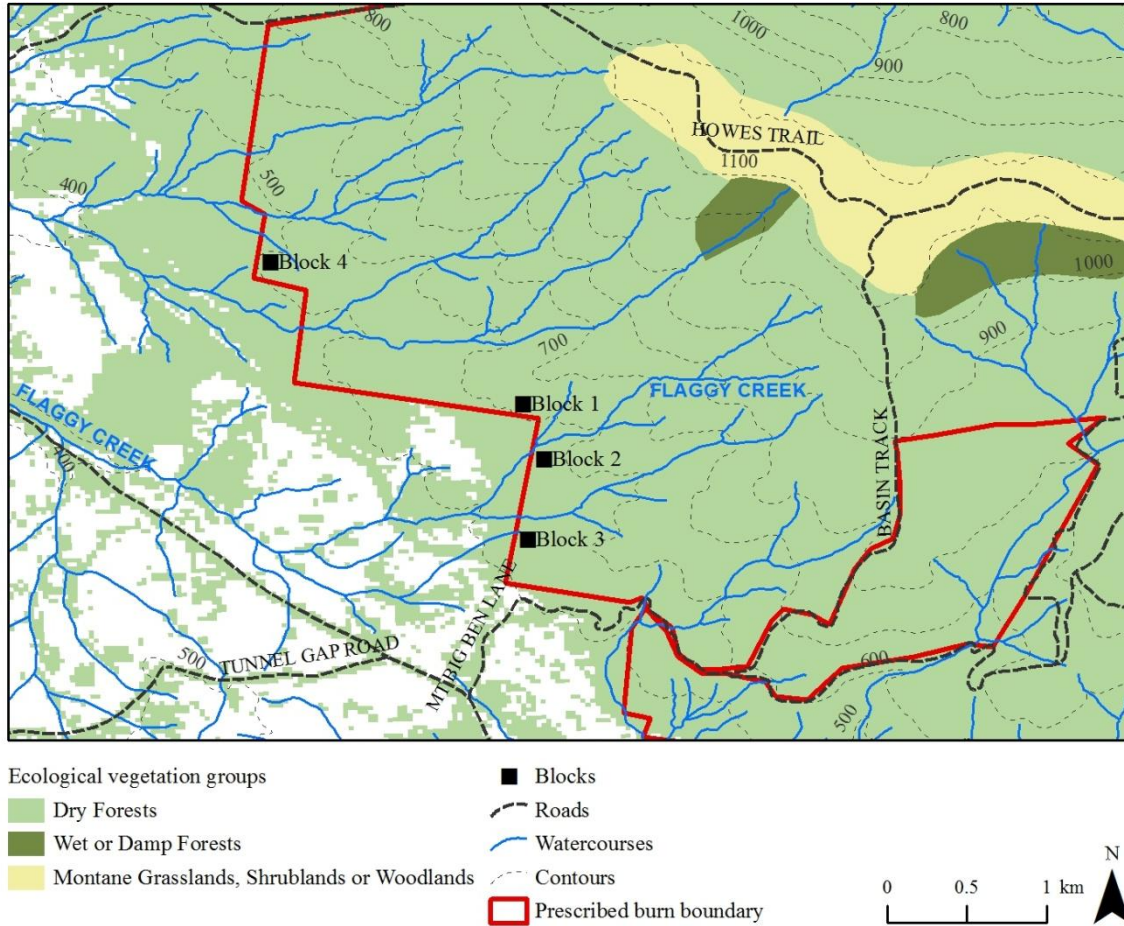 800
1000
800
900
HOWES TRAIL
1100
400
500
Block 4
1000
900
700
FLAGGY CREEK
Block 1
FLAGGY CREEK
BASIN TRACK
Block 2
400
Block 3
MT BIG BEN LANE
TUNNEL GAP ROAD
500
600
500
Ecological vegetation groups
Dry Forests
Wet or Damp Forests
Montane Grasslands, Shrublands or Woodlands
Blocks
Roads
Watercourses
Contours
Prescribed burn boundary
0 0.5 1 km
N